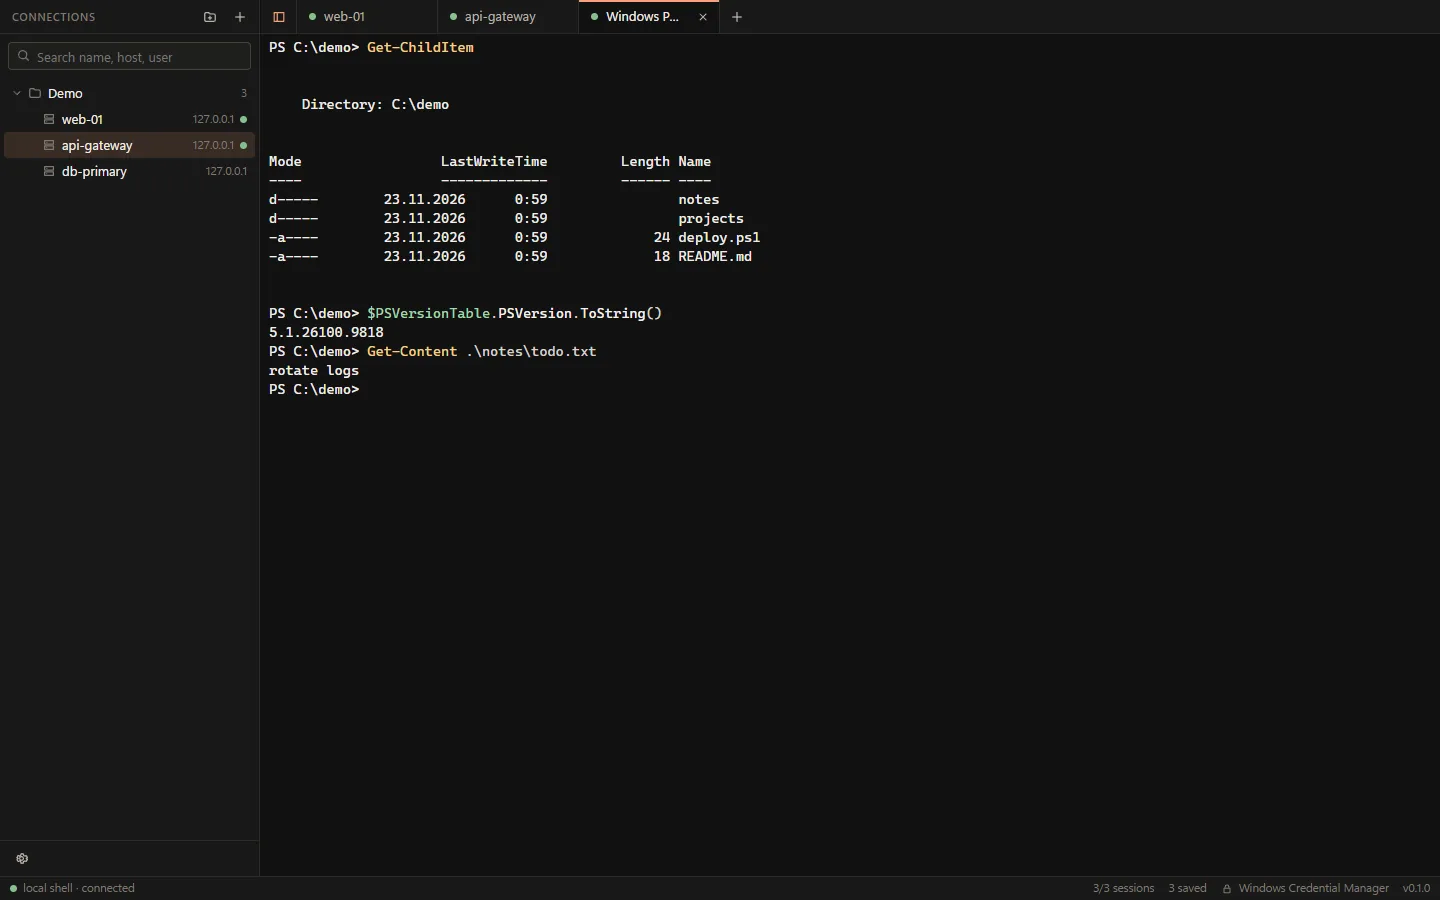 CONNECTIONS
web-01
api-gateway
Windows P...
Search name, host, user
Demo 3
web-01 127.0.0.1
api-gateway 127.0.0.1
db-primary 127.0.0.1
PS C:\demo> Get-ChildItem
Directory: C:\demo
Mode LastWriteTime Length Name
---- ------------- ------ ----
d----- 23.11.2026 0:59 notes
d----- 23.11.2026 0:59 projects
-a---- 23.11.2026 0:59 24 deploy.ps1
-a---- 23.11.2026 0:59 18 README.md
PS C:\demo> $PSVersionTable.PSVersion.ToString()
5.1.26100.9818
PS C:\demo> Get-Content .\notes\todo.txt
rotate logs
PS C:\demo>
local shell · connected
3/3 sessions 3 saved Windows Credential Manager v0.1.0